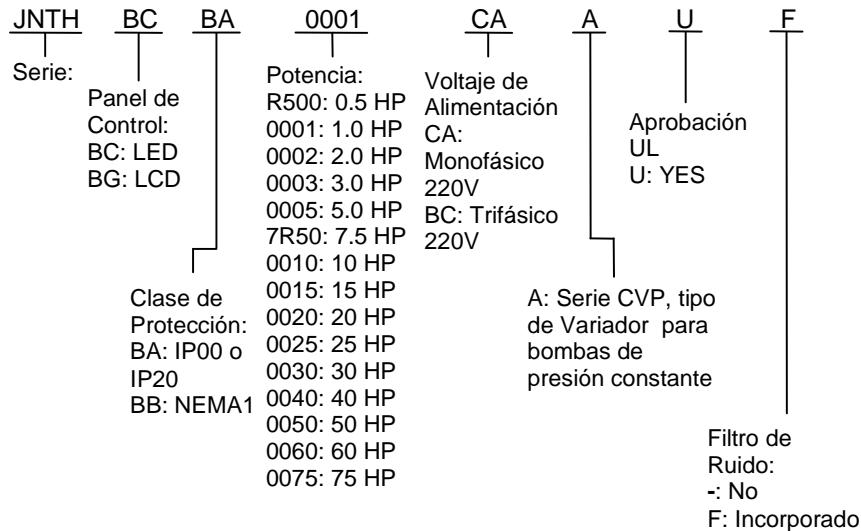 JNTH BC BA 0001 CA A U F
Serie:
Panel de
Control:
BC: LED
BG: LCD
Clase de
Protección:
BA: IP00 o
IP20
BB: NEMA1
Potencia:
R500: 0.5 HP
0001: 1.0 HP
0002: 2.0 HP
0003: 3.0 HP
0005: 5.0 HP
7R50: 7.5 HP
0010: 10 HP
0015: 15 HP
0020: 20 HP
0025: 25 HP
0030: 30 HP
0040: 40 HP
0050: 50 HP
0060: 60 HP
0075: 75 HP
Voltaje de
Alimentación
CA:
Monofásico
220V
BC: Trifásico
220V
A: Serie CVP, tipo
de Variador para
bombas de
presión constante
Aprobación
UL
U: YES
Filtro de
Ruido:
-: No
F: Incorporado